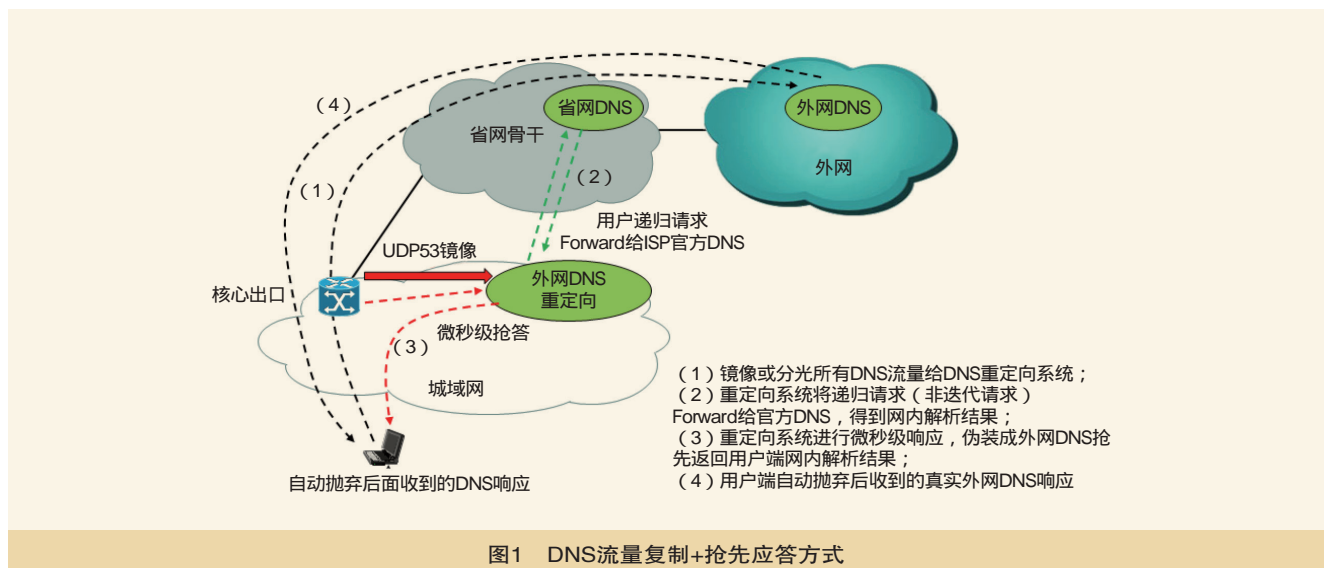 （4）
省网DNS
外网DNS
省网骨干
外网
（1）
（2）
用户递归请求
Forward给ISP官方DNS
UDP53镜像
外网DNS
重定向
核心出口
微秒级抢答
（3）
城域网
自动抛弃后面收到的DNS响应
（1）镜像或分光所有DNS流量给DNS重定向系统；
（2）重定向系统将递归请求（非迭代请求）
Forward给官方DNS，得到网内解析结果；
（3）重定向系统进行微秒级响应，伪装成外网DNS抢
先返回用户端网内解析结果；
（4）用户端自动抛弃后收到的真实外网DNS响应
图1 DNS流量复制+抢先应答方式